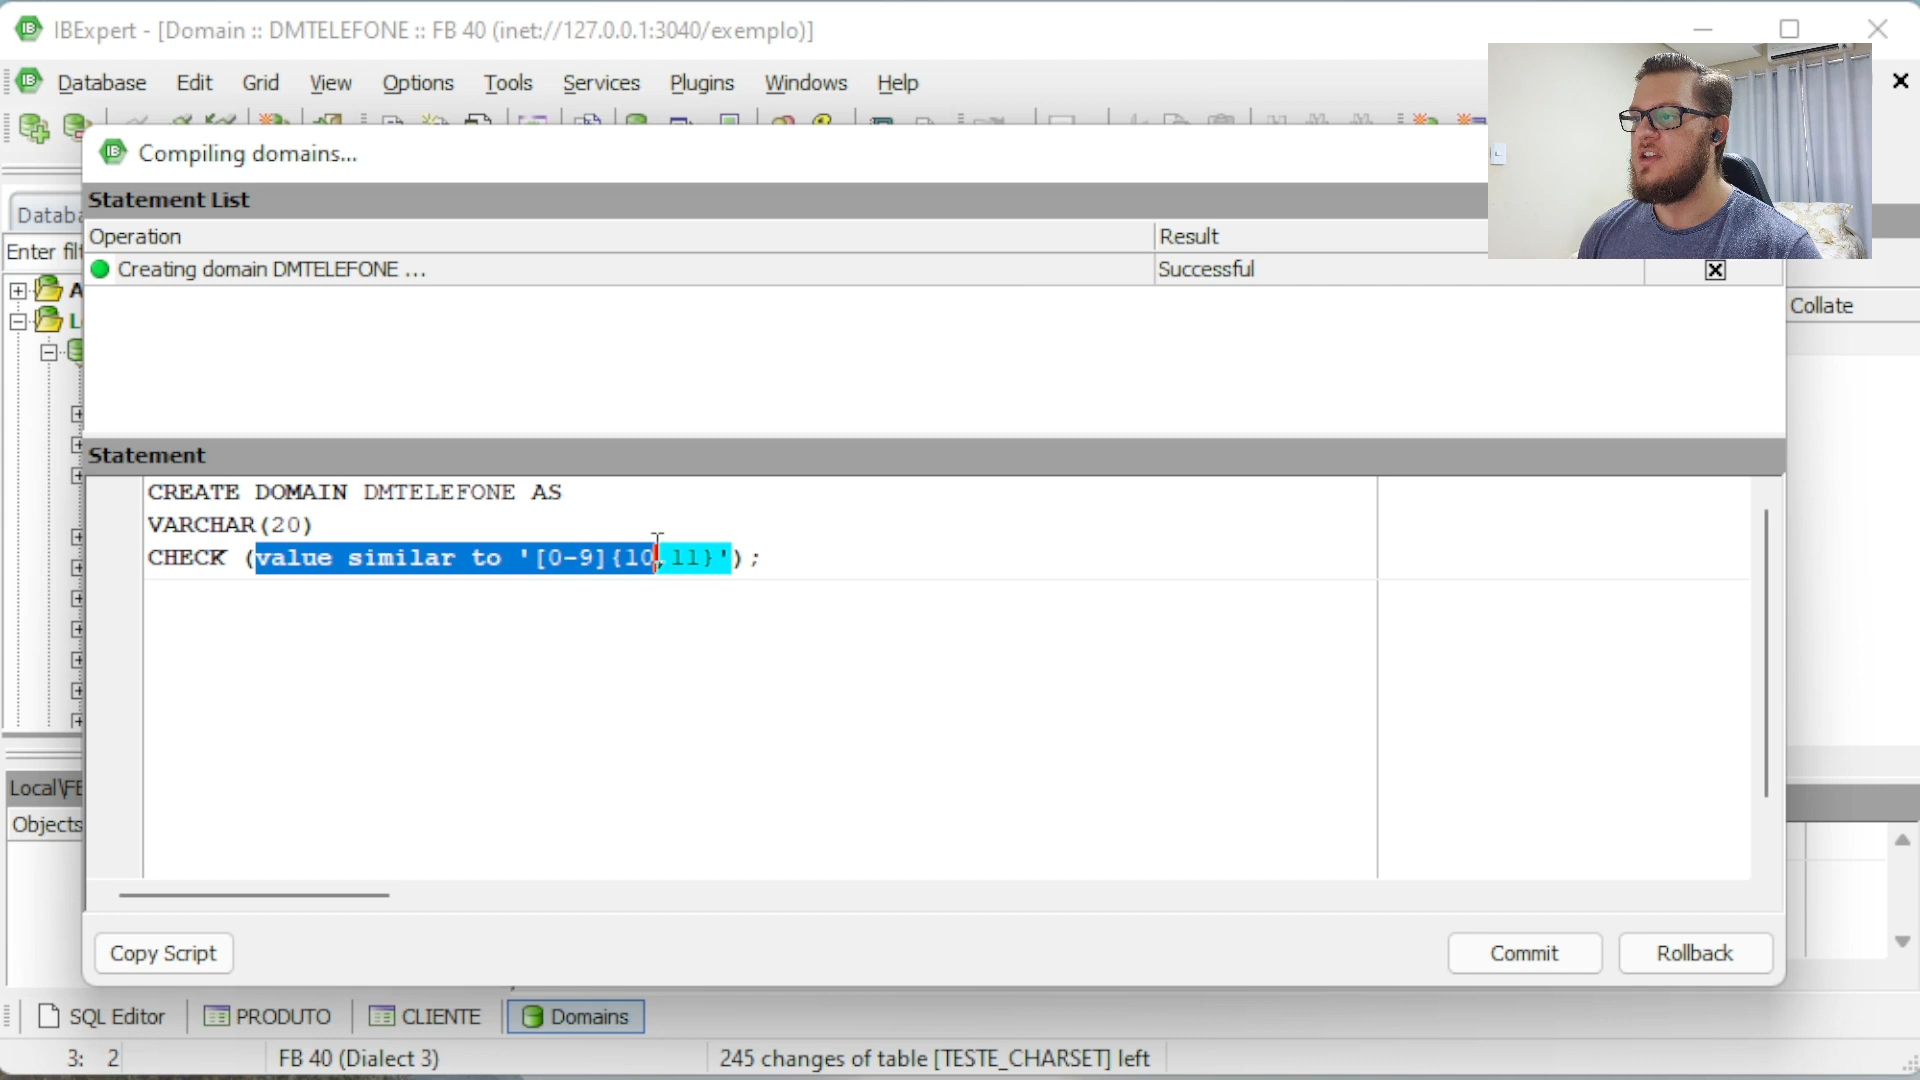 IBExpert - [Domain :: DMTELEFONE :: FB 40 (inet://127.0.0.1:3040/exemplo)]
Database Edit Grid View Options Tools Services Plugins Windows Help
Compiling domains...
Databa
Statement List
Enter filt
Operation Result
Creating domain DMTELEFONE ... Successful
A
L
Collate
Statement
CREATE DOMAIN DMTELEFONE AS
VARCHAR(20)
CHECK (value similar to '[0-9]{10,11}');
Local\FE
Objects
Copy Script Commit Rollback
SQL Editor PRODUTO CLIENTE Domains
3: 2 FB 40 (Dialect 3) 245 changes of table [TESTE_CHARSET] left